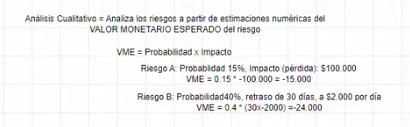 Análisis Cualitativo = Analiza los riesgos a partir de estimaciones numéricas del
VALOR MONETARIO ESPERADO del riesgo
VME = Probabilidad x Impacto
Riesgo A: Probablidad 15%, Impacto (pérdida): $100.000
VME = 0.15 * -100.000 = -15.000
Riesgo B: Probabilidad40%, retraso de 30 días, a $2.000 por día
VME = 0.4 * (30x-2000) =-24.000